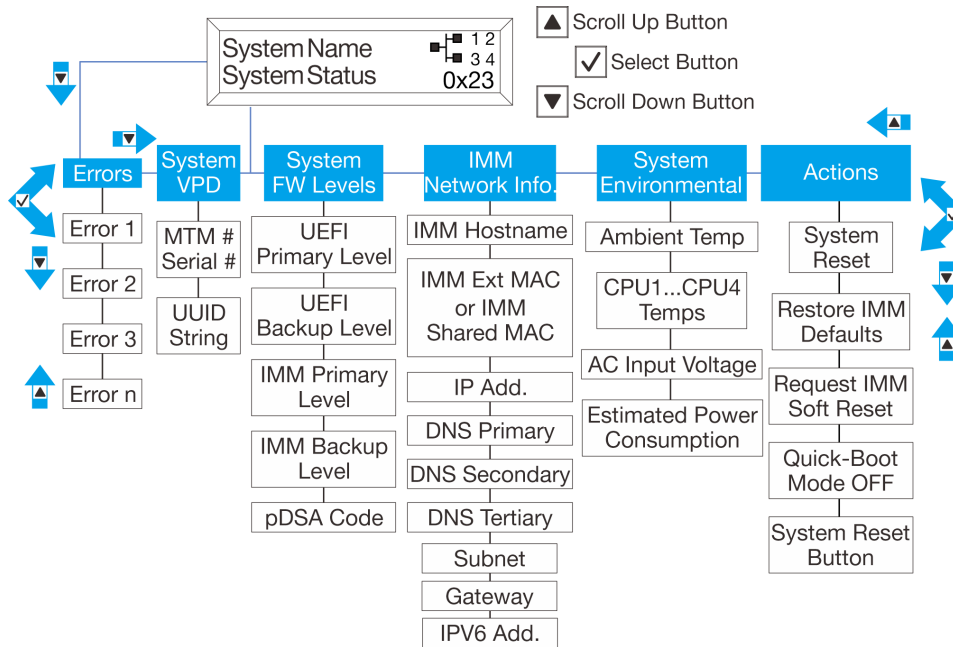 System Name
System Status
1 2
3 4
0x23
Scroll Up Button
Select Button
Scroll Down Button
Errors
Error 1
Error 2
Error 3
Error n
System
VPD
MTM #
Serial #
UUID
String
System
FW Levels
UEFI
Primary Level
UEFI
Backup Level
IMM Primary
Level
IMM Backup
Level
pDSA Code
IMM
Network Info.
IMM Hostname
IMM Ext MAC
or IMM
Shared MAC
IP Add.
DNS Primary
DNS Secondary
DNS Tertiary
Subnet
Gateway
IPV6 Add.
System
Environmental
Ambient Temp
CPU1...CPU4
Temps
AC Input Voltage
Estimated Power
Consumption
Actions
System
Reset
Restore IMM
Defaults
Request IMM
Soft Reset
Quick-Boot
Mode OFF
System Reset
Button